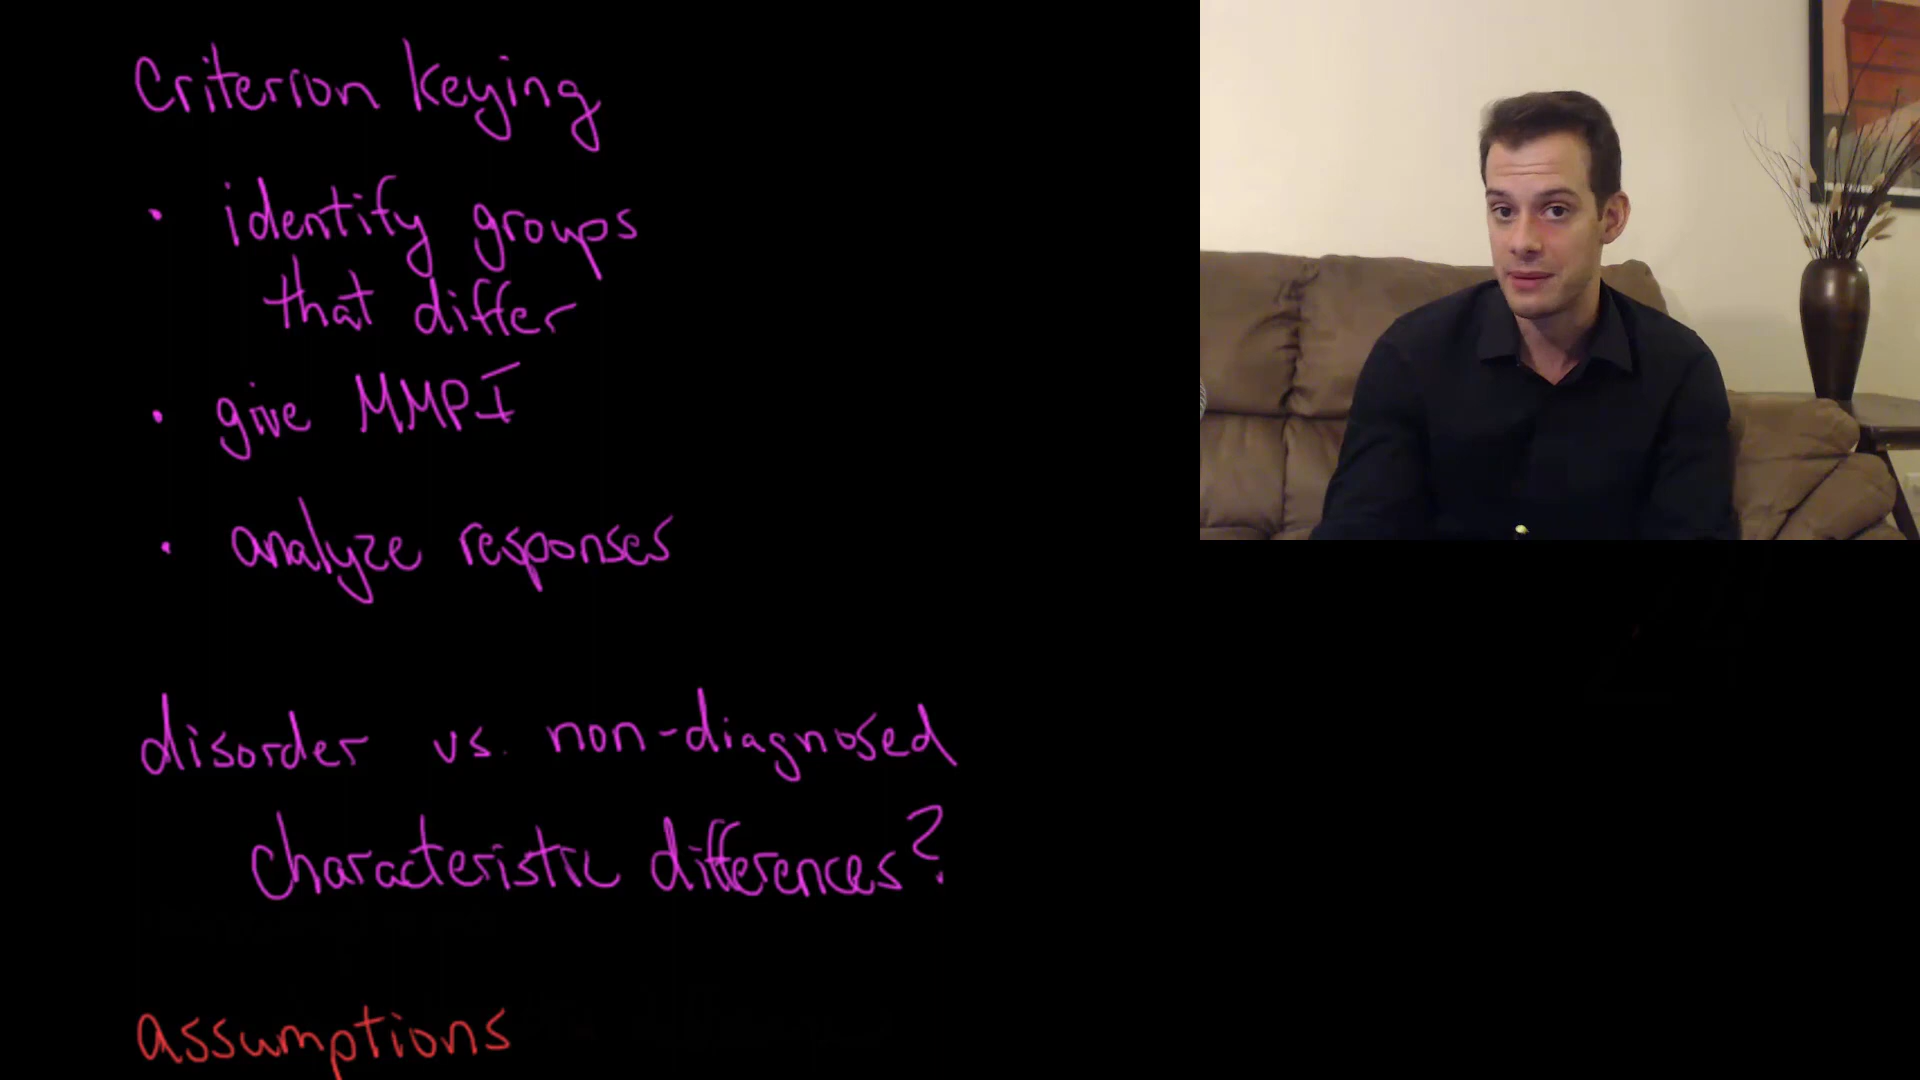 Criterion Keying
• identify groups
that differ
• give MMPI
• analyze responses
disorder vs. non-diagnosed
characteristic differences?
assumptions